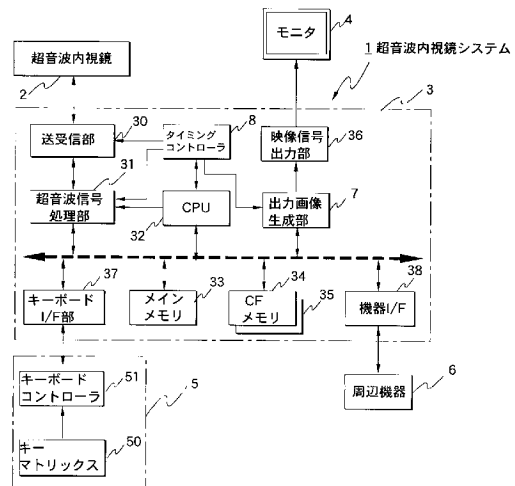 モニタ
4
超音波内視鏡
2
1 超音波内視鏡システム
3
送受信部
30
タイミング
コントローラ
8
映像信号
出力部
36
31
超音波信号
処理部
CPU
32
出力画像
生成部
7
37
キーボード
I/F部
33
メイン
メモリ
34
CF
メモリ
35
38
機器I/F
キーボード
コントローラ
51
5
周辺機器
6
キー
マトリックス
50